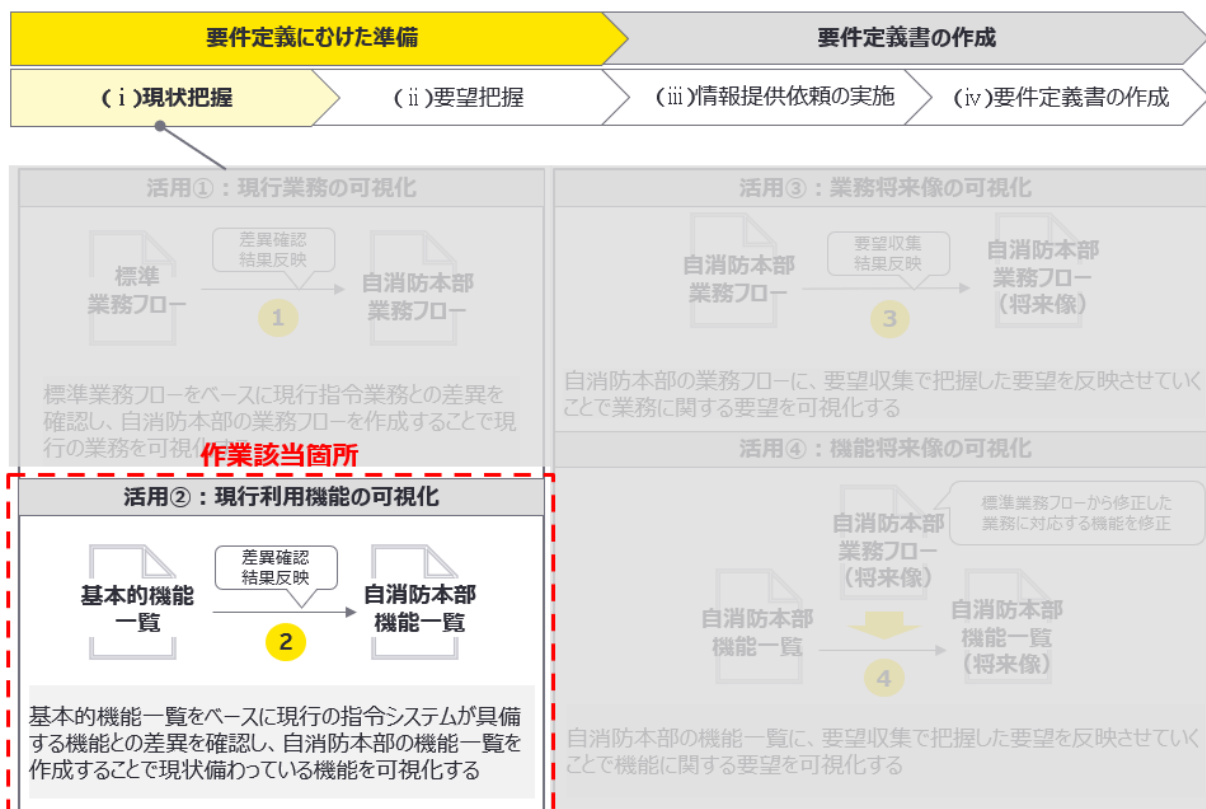 要件定義にむけた準備
要件定義書の作成
(ⅰ)現状把握
(ⅱ)要望把握
(ⅲ)情報提供依頼の実施
(ⅳ)要件定義書の作成
活用①：現行業務の可視化
標準
業務フロー
差異確認
結果反映
1
自消防本部
業務フロー
標準業務フローをベースに現行指令業務との差異を
確認し、自消防本部の業務フローを作成することで現
行の業務を可視化する
作業該当箇所
活用②：現行利用機能の可視化
基本的機能
一覧
差異確認
結果反映
2
自消防本部
機能一覧
基本的機能一覧をベースに現行の指令システムが具備
する機能との差異を確認し、自消防本部の機能一覧を
作成することで現状備わっている機能を可視化する
活用③：業務将来像の可視化
自消防本部
業務フロー
要望収集
結果反映
3
自消防本部
業務フロー
（将来像）
自消防本部の業務フローに、要望収集で把握した要望を反映させていく
ことで業務に関する要望を可視化する
活用④：機能将来像の可視化
自消防本部
業務フロー
（将来像）
標準業務フローから修正した
業務に対応する機能を修正
自消防本部
機能一覧
4
自消防本部
機能一覧
（将来像）
自消防本部の機能一覧に、要望収集で把握した要望を反映させていく
ことで機能に関する要望を可視化する